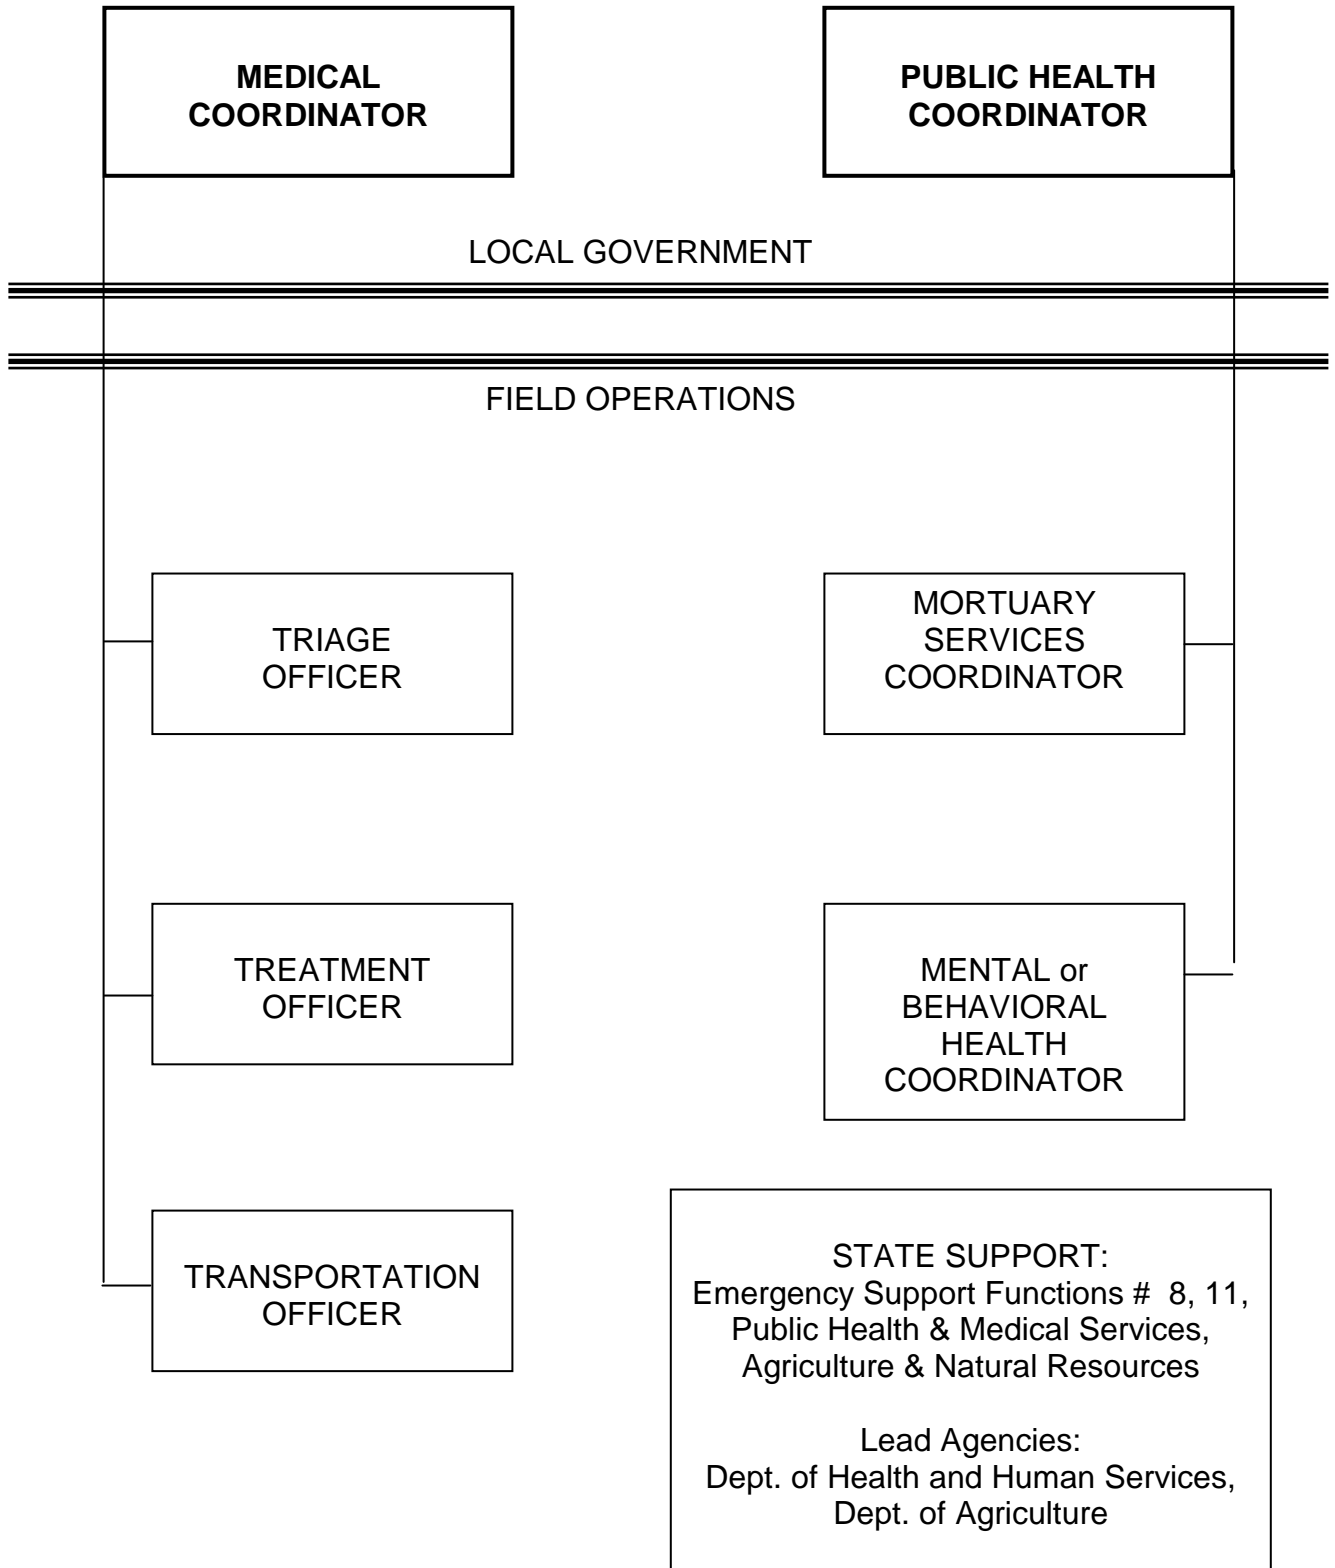 MEDICAL
COORDINATOR
PUBLIC HEALTH
COORDINATOR
LOCAL GOVERNMENT
FIELD OPERATIONS
TRIAGE
OFFICER
MORTUARY
SERVICES
COORDINATOR
TREATMENT
OFFICER
MENTAL or
BEHAVIORAL
HEALTH
COORDINATOR
TRANSPORTATION
OFFICER
STATE SUPPORT:
Emergency Support Functions # 8, 11,
Public Health & Medical Services,
Agriculture & Natural Resources
Lead Agencies:
Dept. of Health and Human Services,
Dept. of Agriculture